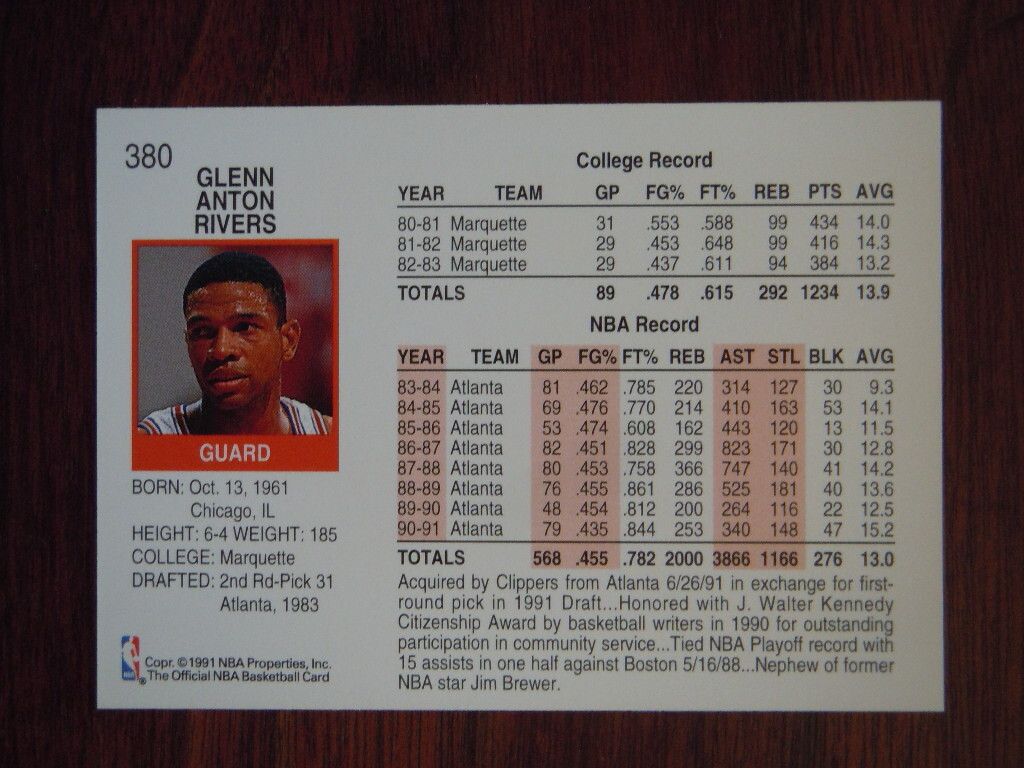 380
GLENN
ANTON
RIVERS
GUARD
BORN: Oct. 13, 1961
Chicago, IL
HEIGHT: 6-4 WEIGHT: 185
COLLEGE: Marquette
DRAFTED: 2nd Rd-Pick 31
Atlanta, 1983
Copr. ©1991 NBA Properties, Inc.
® The Official NBA Basketball Card
College Record
YEAR TEAM GP FG% FT% REB PTS AVG
80-81 Marquette 31 .553 .588 99 434 14.0
81-82 Marquette 29 .453 .648 99 416 14.3
82-83 Marquette 29 .437 .611 94 384 13.2
TOTALS 89 .478 .615 292 1234 13.9
NBA Record
YEAR TEAM GP FG% FT% REB AST STL BLK AVG
83-84 Atlanta 81 .462 .785 220 314 127 30 9.3
84-85 Atlanta 69 .476 .770 214 410 163 53 14.1
85-86 Atlanta 53 .474 .608 162 443 120 13 11.5
86-87 Atlanta 82 .451 .828 299 823 171 30 12.8
87-88 Atlanta 80 .453 .758 366 747 140 41 14.2
88-89 Atlanta 76 .455 .861 286 525 181 40 13.6
89-90 Atlanta 48 .454 .812 200 264 116 22 12.5
90-91 Atlanta 79 .435 .844 253 340 148 47 15.2
TOTALS 568 .455 .782 2000 3866 1166 276 13.0
Acquired by Clippers from Atlanta 6/26/91 in exchange for first-
round pick in 1991 Draft...Honored with J. Walter Kennedy
Citizenship Award by basketball writers in 1990 for outstanding
participation in community service...Tied NBA Playoff record with
15 assists in one half against Boston 5/16/88...Nephew of former
NBA star Jim Brewer.